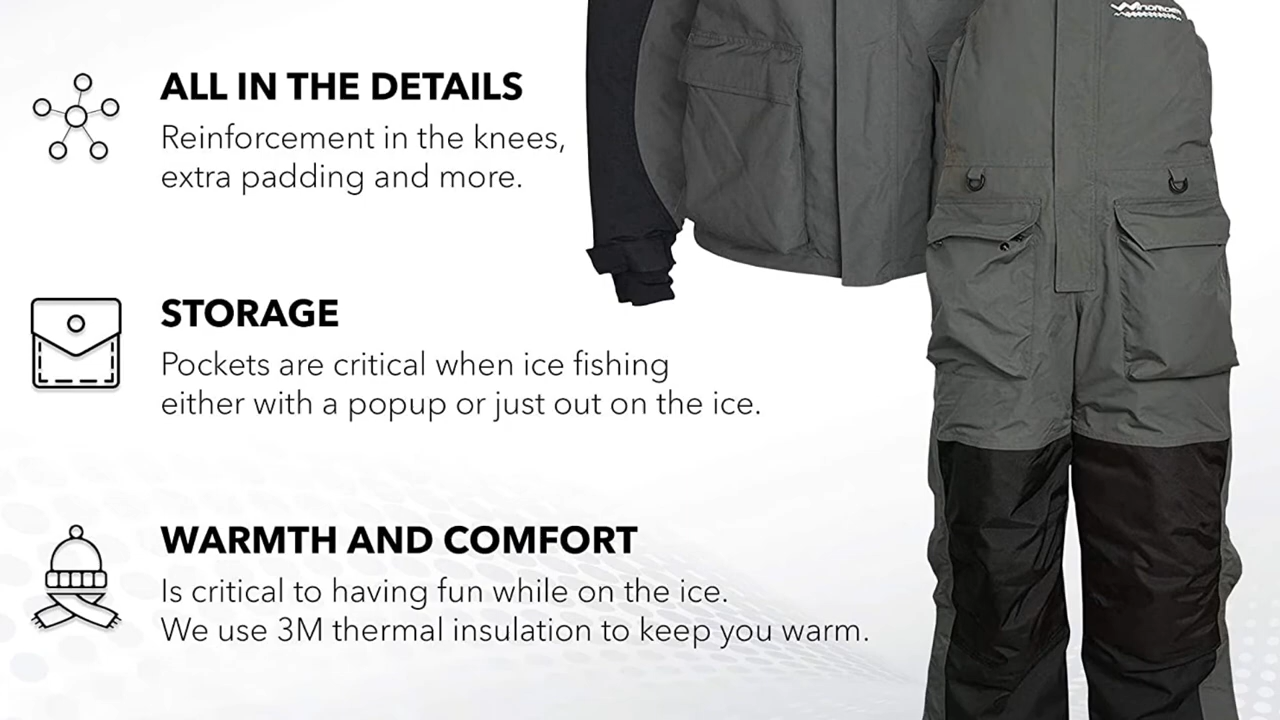 ALL IN THE DETAILS
Reinforcement in the knees,
extra padding and more.
STORAGE
Pockets are critical when ice fishing
either with a popup or just out on the ice.
WARMTH AND COMFORT
Is critical to having fun while on the ice.
We use 3M thermal insulation to keep you warm.